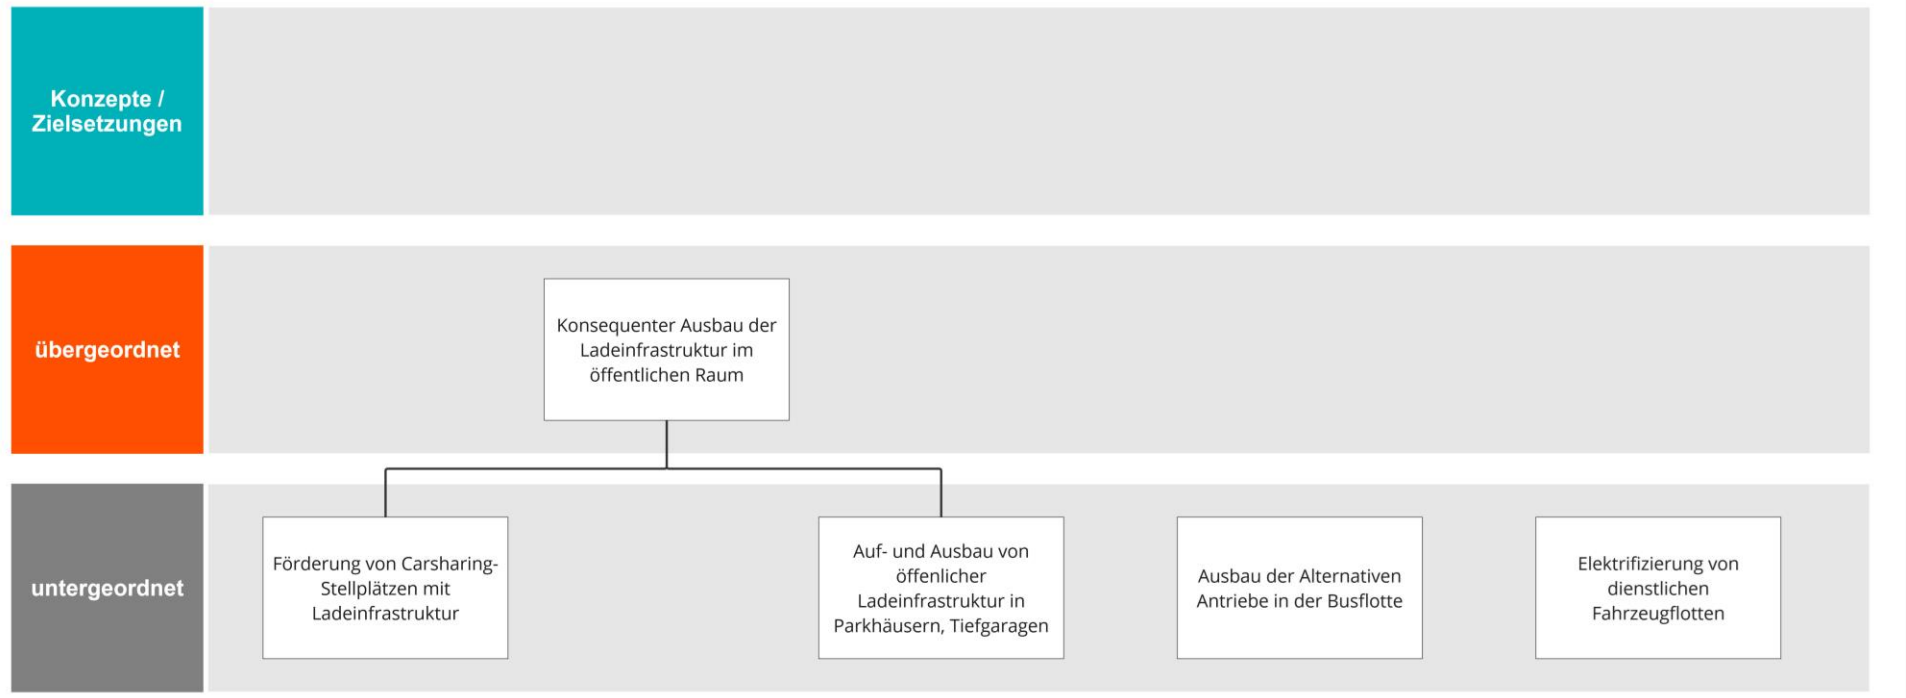 Konzepte /
Zielsetzungen
übergeordnet
Konsequenter Ausbau der
Ladeinfrastruktur im
öffentlichen Raum
untergeordnet
Förderung von Carsharing-
Stellplätzen mit
Ladeinfrastruktur
Auf- und Ausbau von
öffenlicher
Ladeinfrastruktur in
Parkhäusern, Tiefgaragen
Ausbau der Alternativen
Antriebe in der Busflotte
Elektrifizierung von
dienstlichen
Fahrzeugflotten